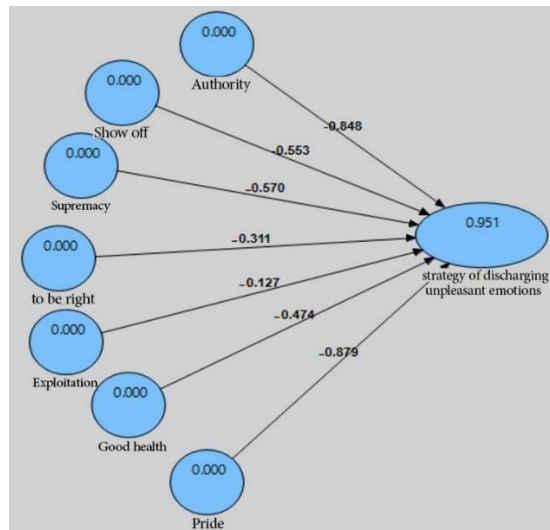 0.000
Authority
-0.848
0.000
Show off
-0.553
0.000
Supremacy
-0.570
0.951
strategy of discharging
unpleasant emotions
0.000
to be right
-0.311
0.000
Exploitation
-0.127
0.000
Good health
-0.474
0.000
Pride
-0.879